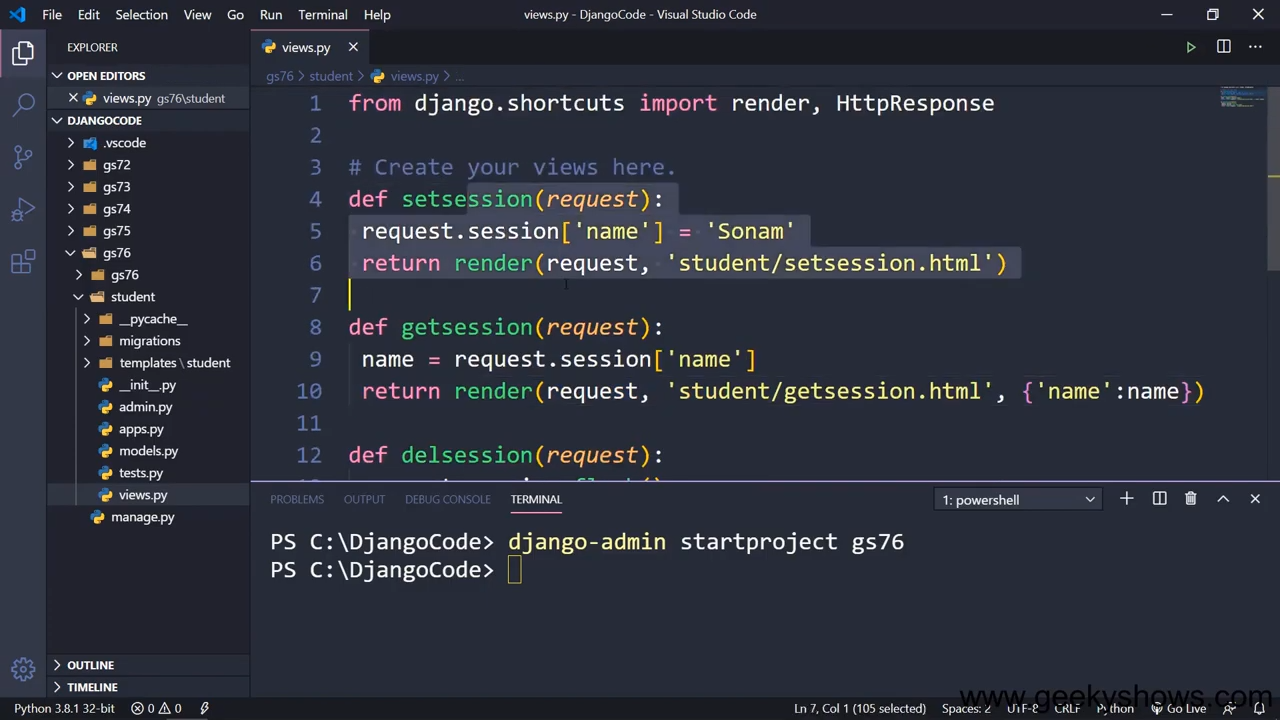 File Edit Selection View Go Run Terminal Help
views.py - DjangoCode - Visual Studio Code
EXPLORER
OPEN EDITORS
views.py gs76\student
DJANGOCODE
.vscode
gs72
gs73
gs74
gs75
gs76
gs76
student
__pycache__
migrations
templates \ student
__init__.py
admin.py
apps.py
models.py
tests.py
views.py
manage.py
OUTLINE
TIMELINE
views.py
gs76 > student > views.py > ...
1 from django.shortcuts import render, HttpResponse
2
3 # Create your views here.
4 def setsession(request):
5 request.session['name'] = 'Sonam'
6 return render(request, 'student/setsession.html')
7
8 def getsession(request):
9 name = request.session['name']
10 return render(request, 'student/getsession.html', {'name':name})
11
12 def delsession(request):
PROBLEMS OUTPUT DEBUG CONSOLE TERMINAL
1: powershell
PS C:\DjangoCode> django-admin startproject gs76
PS C:\DjangoCode>
www.geekyshows.com
Python 3.8.1 32-bit 0 0
Ln 7, Col 1 (105 selected) Spaces: 2 UTF-8 CRLF Python Go Live